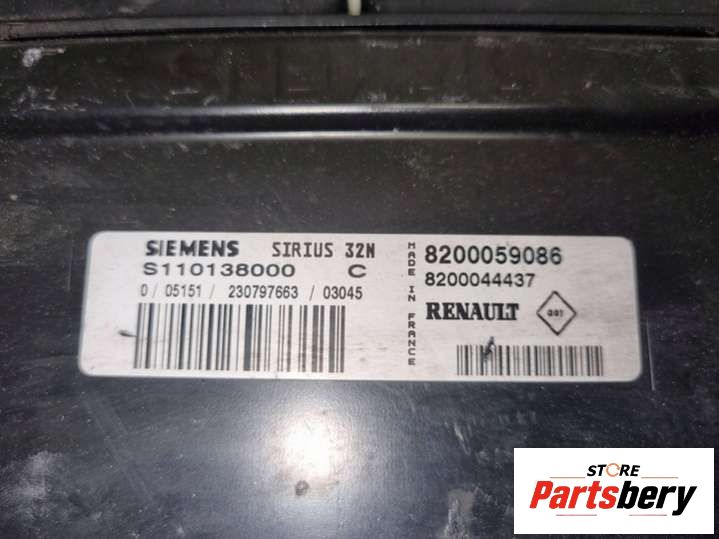 SIEMENS SIRIUS 32N
S110138000 C
0 / 05151 / 230797663 / 03045
MADE IN FRANCE
8200059086
8200044437
RENAULT
STORE
Partsbery